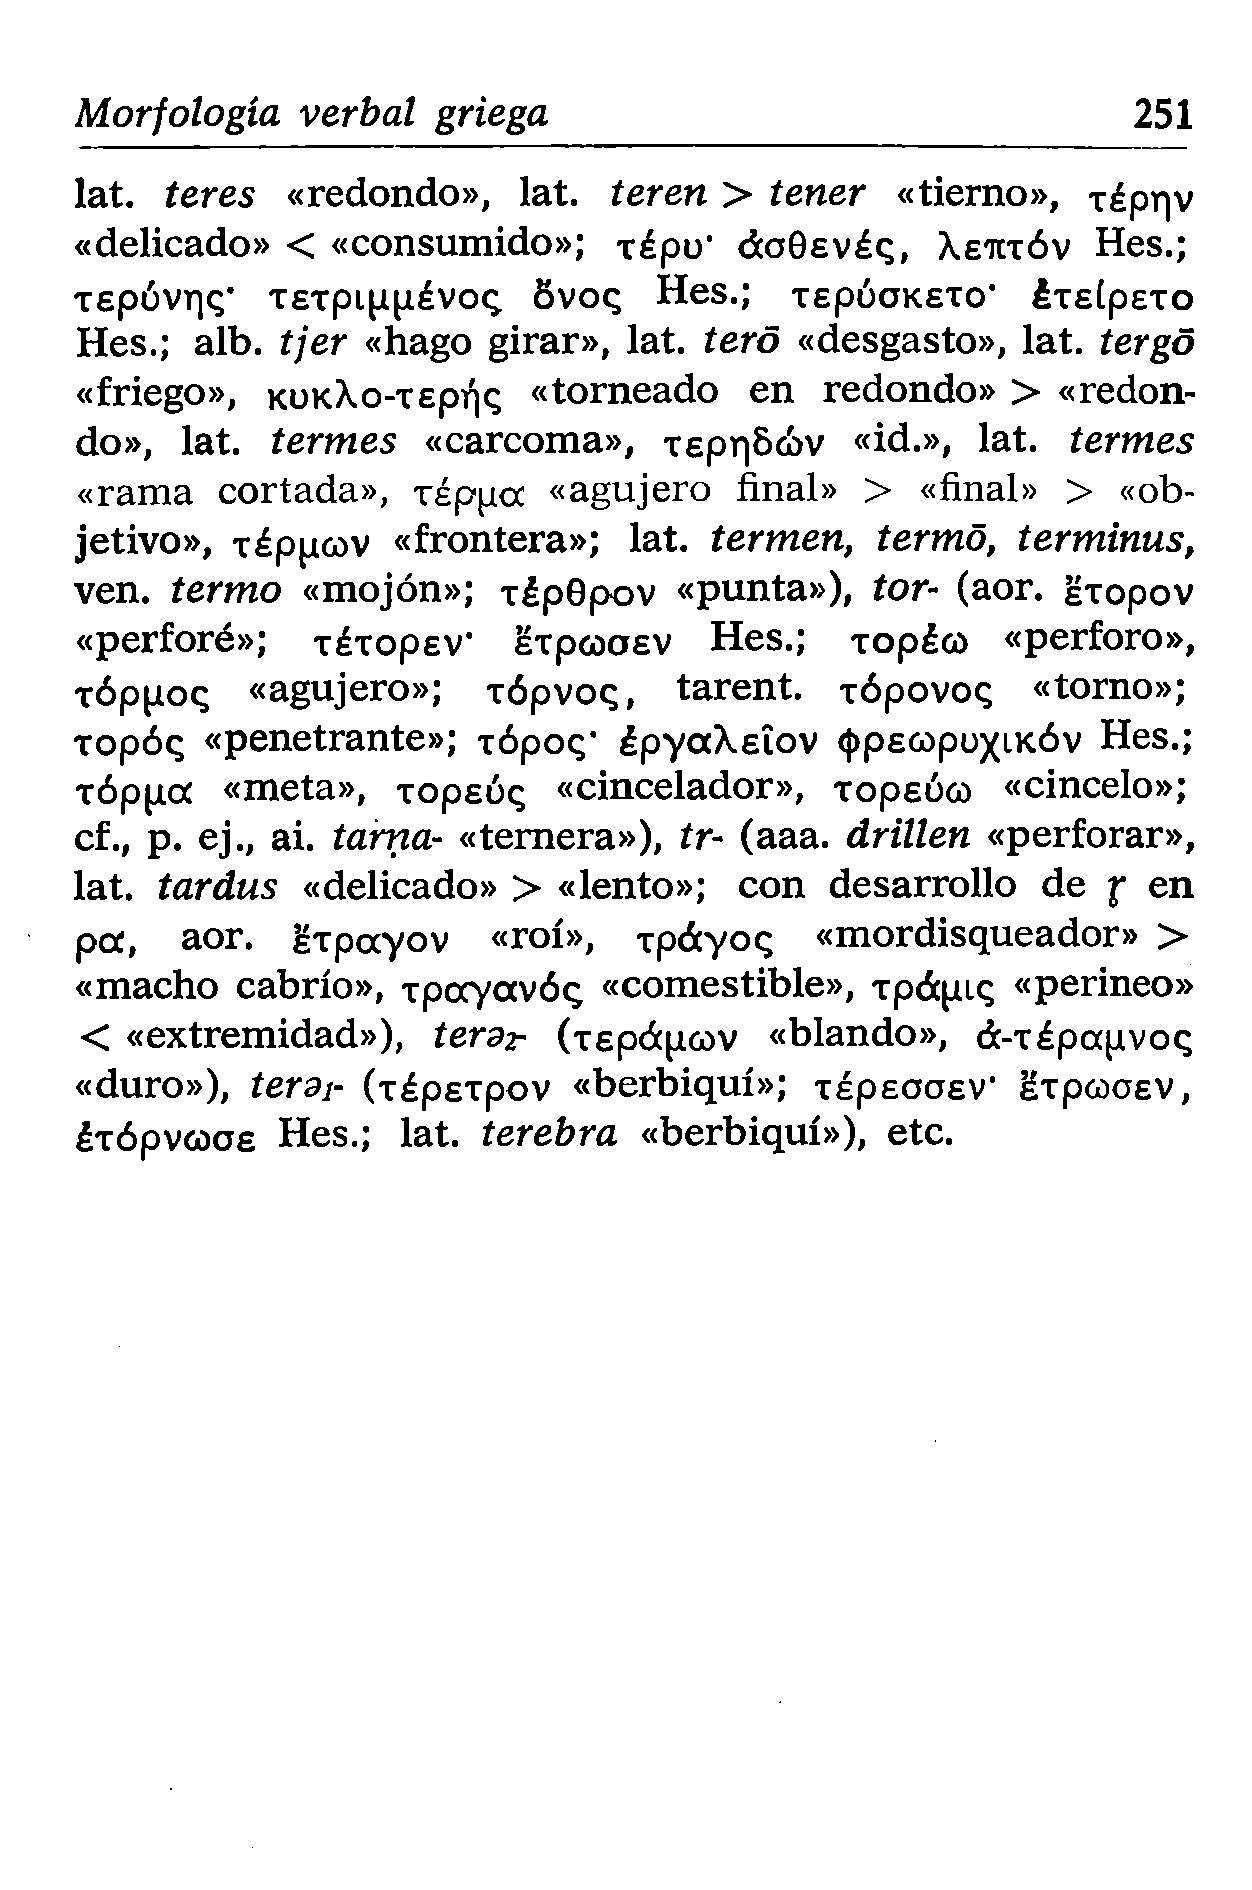 Morfología verbal griega 251
lat. teres «redondo», lat. teren > tener «tierno», τέρην
«delicado» < «consumido»; τέρυ· ἀσθενές, λεπτόν Hes.;
τερύνης· τετριμμένος ὄνος Hes.; τερύσκετο· ἐτείρετο
Hes.; alb. tjer «hago girar», lat. terō «desgasto», lat. tergō
«friego», κυκλο-τερής «torneado en redondo» > «redon-
do», lat. termes «carcoma», τερηδών «id.», lat. termes
«rama cortada», τέρμα «agujero final» > «final» > «ob-
jetivo», τέρμων «frontera»; lat. termen, termō, terminus,
ven. termo «mojón»; τέρθρον «punta»), tor- (aor. ἔτορον
«perforé»; τέτορεν· ἔτρωσεν Hes.; τορέω «perforo»,
τόρμος «agujero»; τόρνος, tarent. τόρονος «torno»;
τορός «penetrante»; τόρος· ἐργαλεῖον φρεωρυχικόν Hes.;
τόρμα «meta», τορεύς «cincelador», τορεύω «cincelo»;
cf., p. ej., ai. tarṇa- «ternera»), tr- (aaa. drillen «perforar»,
lat. tardus «delicado» > «lento»; con desarrollo de r̥ en
ρα, aor. ἔτραγον «roí», τράγος «mordisqueador» >
«macho cabrío», τραγανός «comestible», τράμις «perineo»
< «extremidad»), terə₂- (τεράμων «blando», ἀ-τέραμνος
«duro»), terə₁- (τέρετρον «berbiquí»; τέρεσσεν· ἔτρωσεν,
ἐτόρνωσε Hes.; lat. terebra «berbiquí»), etc.